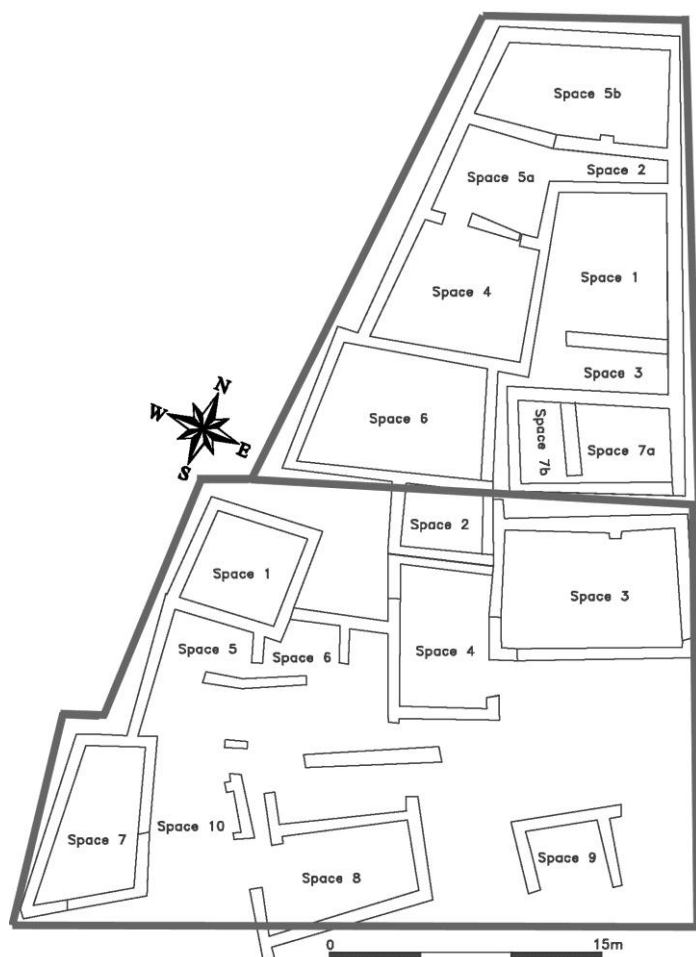 Space 5b
Space 2
Space 5a
Space 1
Space 4
Space 3
Space 6
Space 7b
Space 7a
N
W
E
S
Space 2
Space 1
Space 3
Space 5
Space 6
Space 4
Space 10
Space 7
Space 9
Space 8
0 15m